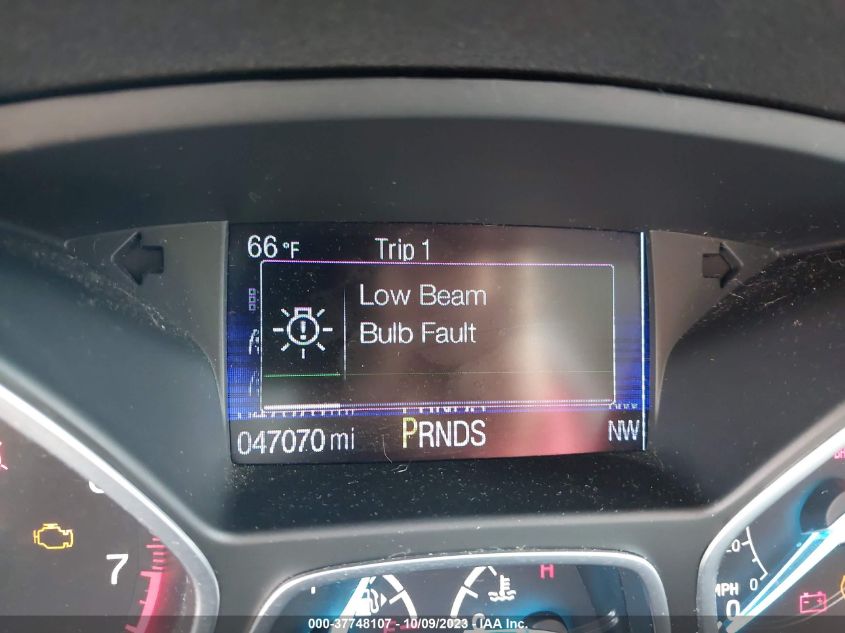 66 °F Trip 1
Low Beam
Bulb Fault
047070 mi PRNDS NW
7
H
MPH 0
0
000-37748107 - 10/09/2023 - IAA Inc.